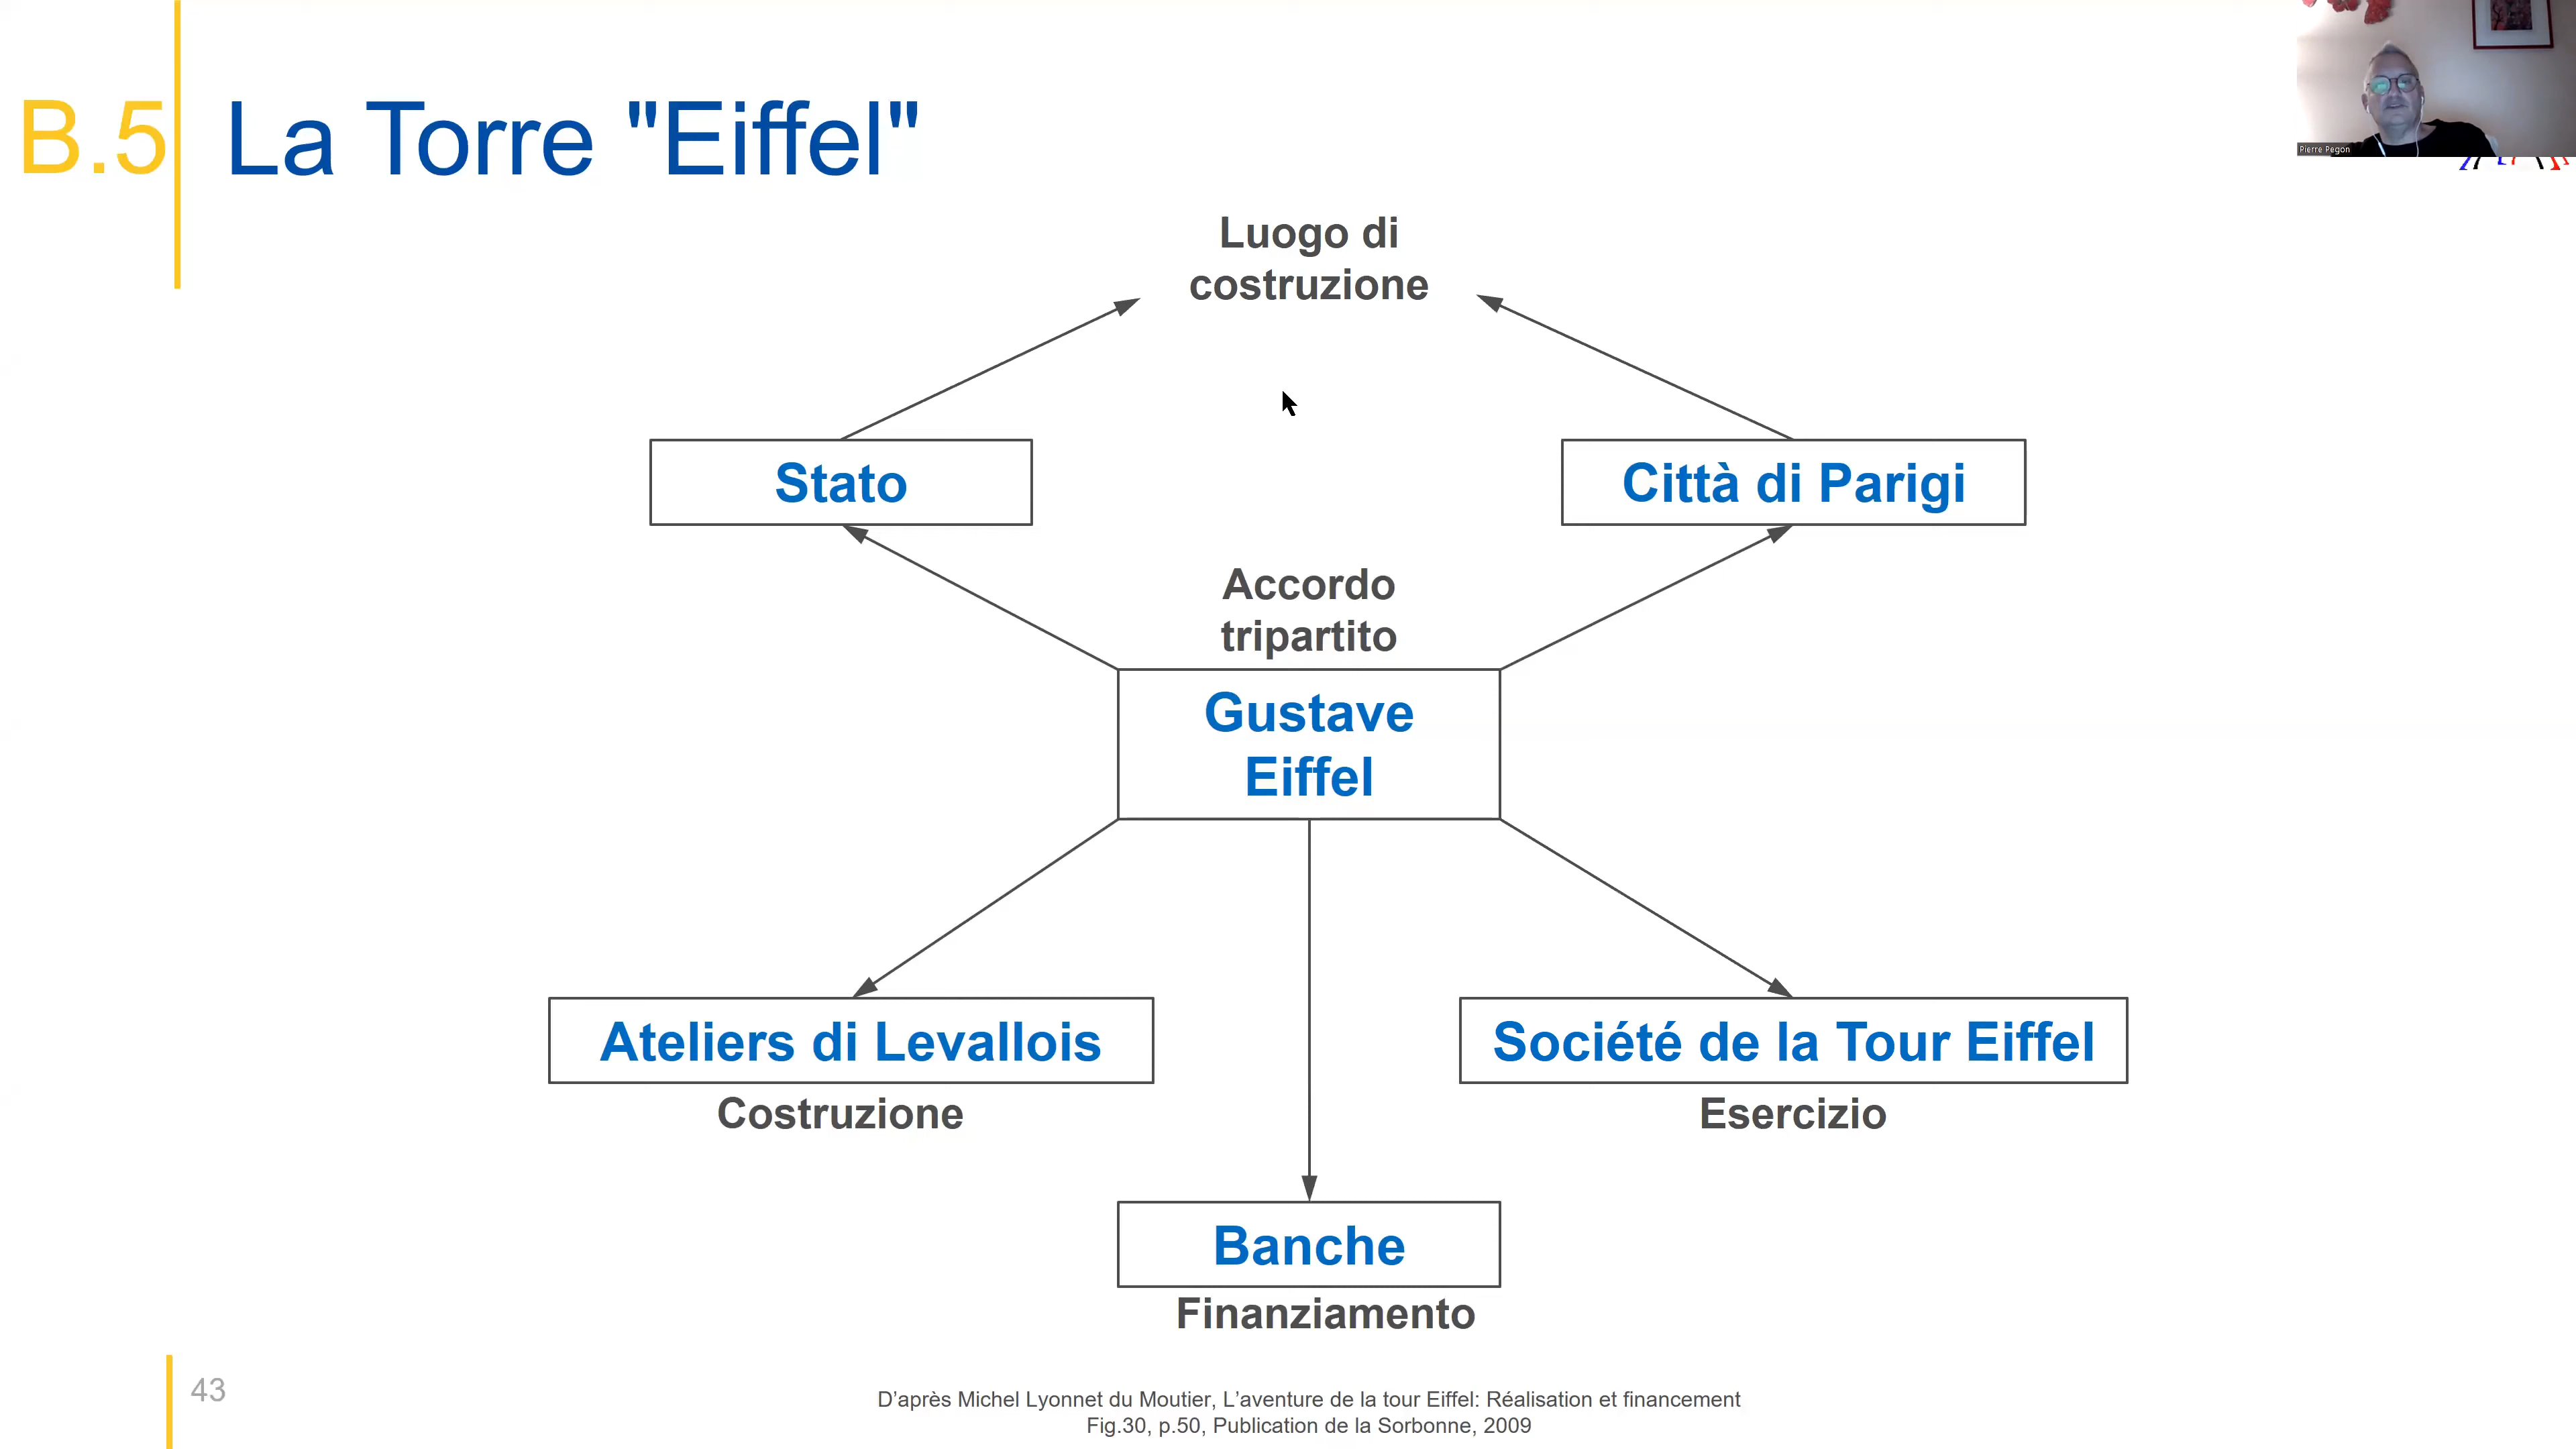 B.5
La Torre "Eiffel"
Pierre Pegon
Luogo di
costruzione
Stato
Città di Parigi
Accordo
tripartito
Gustave
Eiffel
Ateliers di Levallois
Société de la Tour Eiffel
Costruzione
Esercizio
Banche
Finanziamento
43
D’après Michel Lyonnet du Moutier, L’aventure de la tour Eiffel: Réalisation et financement
Fig.30, p.50, Publication de la Sorbonne, 2009